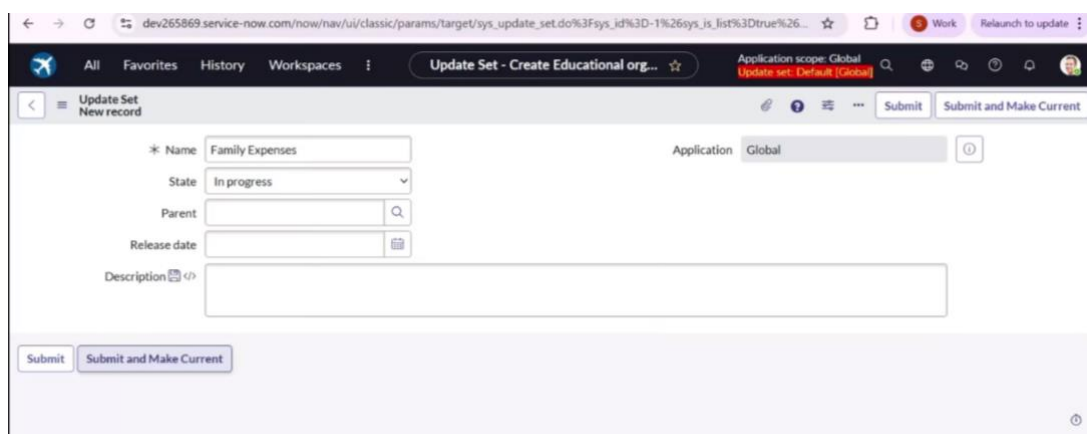 dev265869.service-now.com/now/nav/ui/classic/params/target/sys_update_set.do%3Fsys_id%3D-1%26sys_is_list%3Dtrue%26...
S Work Relaunch to update
All Favorites History Workspaces
Update Set - Create Educational org...
Application scope: Global
Update set: Default [Global]
Update Set
New record
Submit Submit and Make Current
* Name Family Expenses
Application Global
State In progress
Parent
Release date
Description
Submit Submit and Make Current